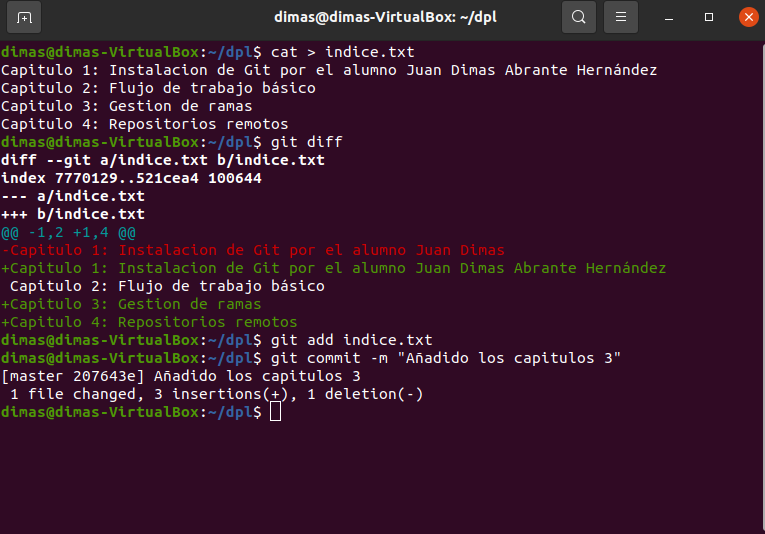 dimas@dimas-VirtualBox: ~/dpl
dimas@dimas-VirtualBox:~/dpl$ cat > indice.txt
Capitulo 1: Instalacion de Git por el alumno Juan Dimas Abrante Hernández
Capitulo 2: Flujo de trabajo básico
Capitulo 3: Gestion de ramas
Capitulo 4: Repositorios remotos
dimas@dimas-VirtualBox:~/dpl$ git diff
diff --git a/indice.txt b/indice.txt
index 7770129..521cea4 100644
--- a/indice.txt
+++ b/indice.txt
@@ -1,2 +1,4 @@
-Capitulo 1: Instalacion de Git por el alumno Juan Dimas
+Capitulo 1: Instalacion de Git por el alumno Juan Dimas Abrante Hernández
 Capitulo 2: Flujo de trabajo básico
+Capitulo 3: Gestion de ramas
+Capitulo 4: Repositorios remotos
dimas@dimas-VirtualBox:~/dpl$ git add indice.txt
dimas@dimas-VirtualBox:~/dpl$ git commit -m "Añadido los capitulos 3"
[master 207643e] Añadido los capitulos 3
 1 file changed, 3 insertions(+), 1 deletion(-)
dimas@dimas-VirtualBox:~/dpl$